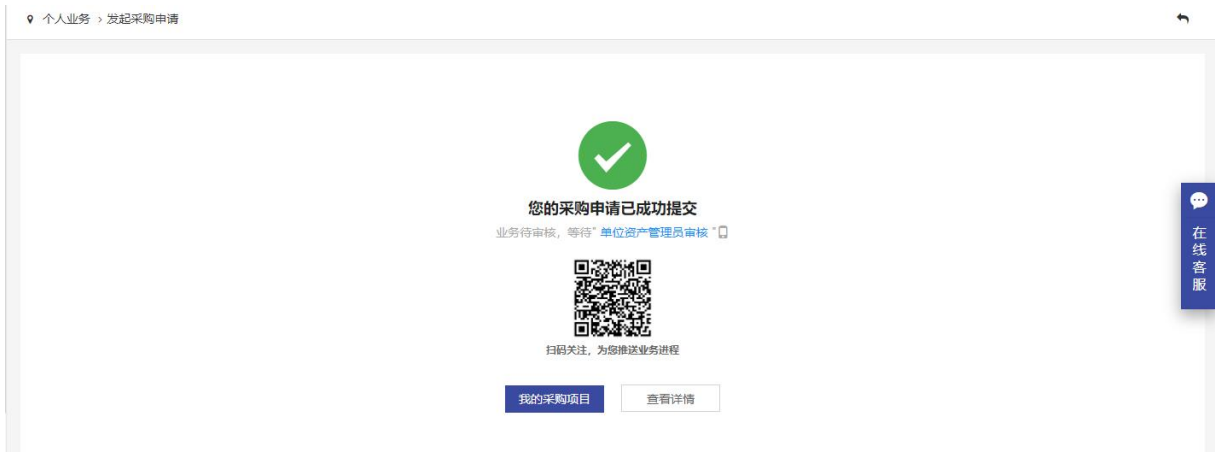 个人业务 > 发起采购申请
您的采购申请已成功提交
业务待审核，等待"单位资产管理员审核"
扫码关注，为您推送业务进程
我的采购项目
查看详情
在线客服